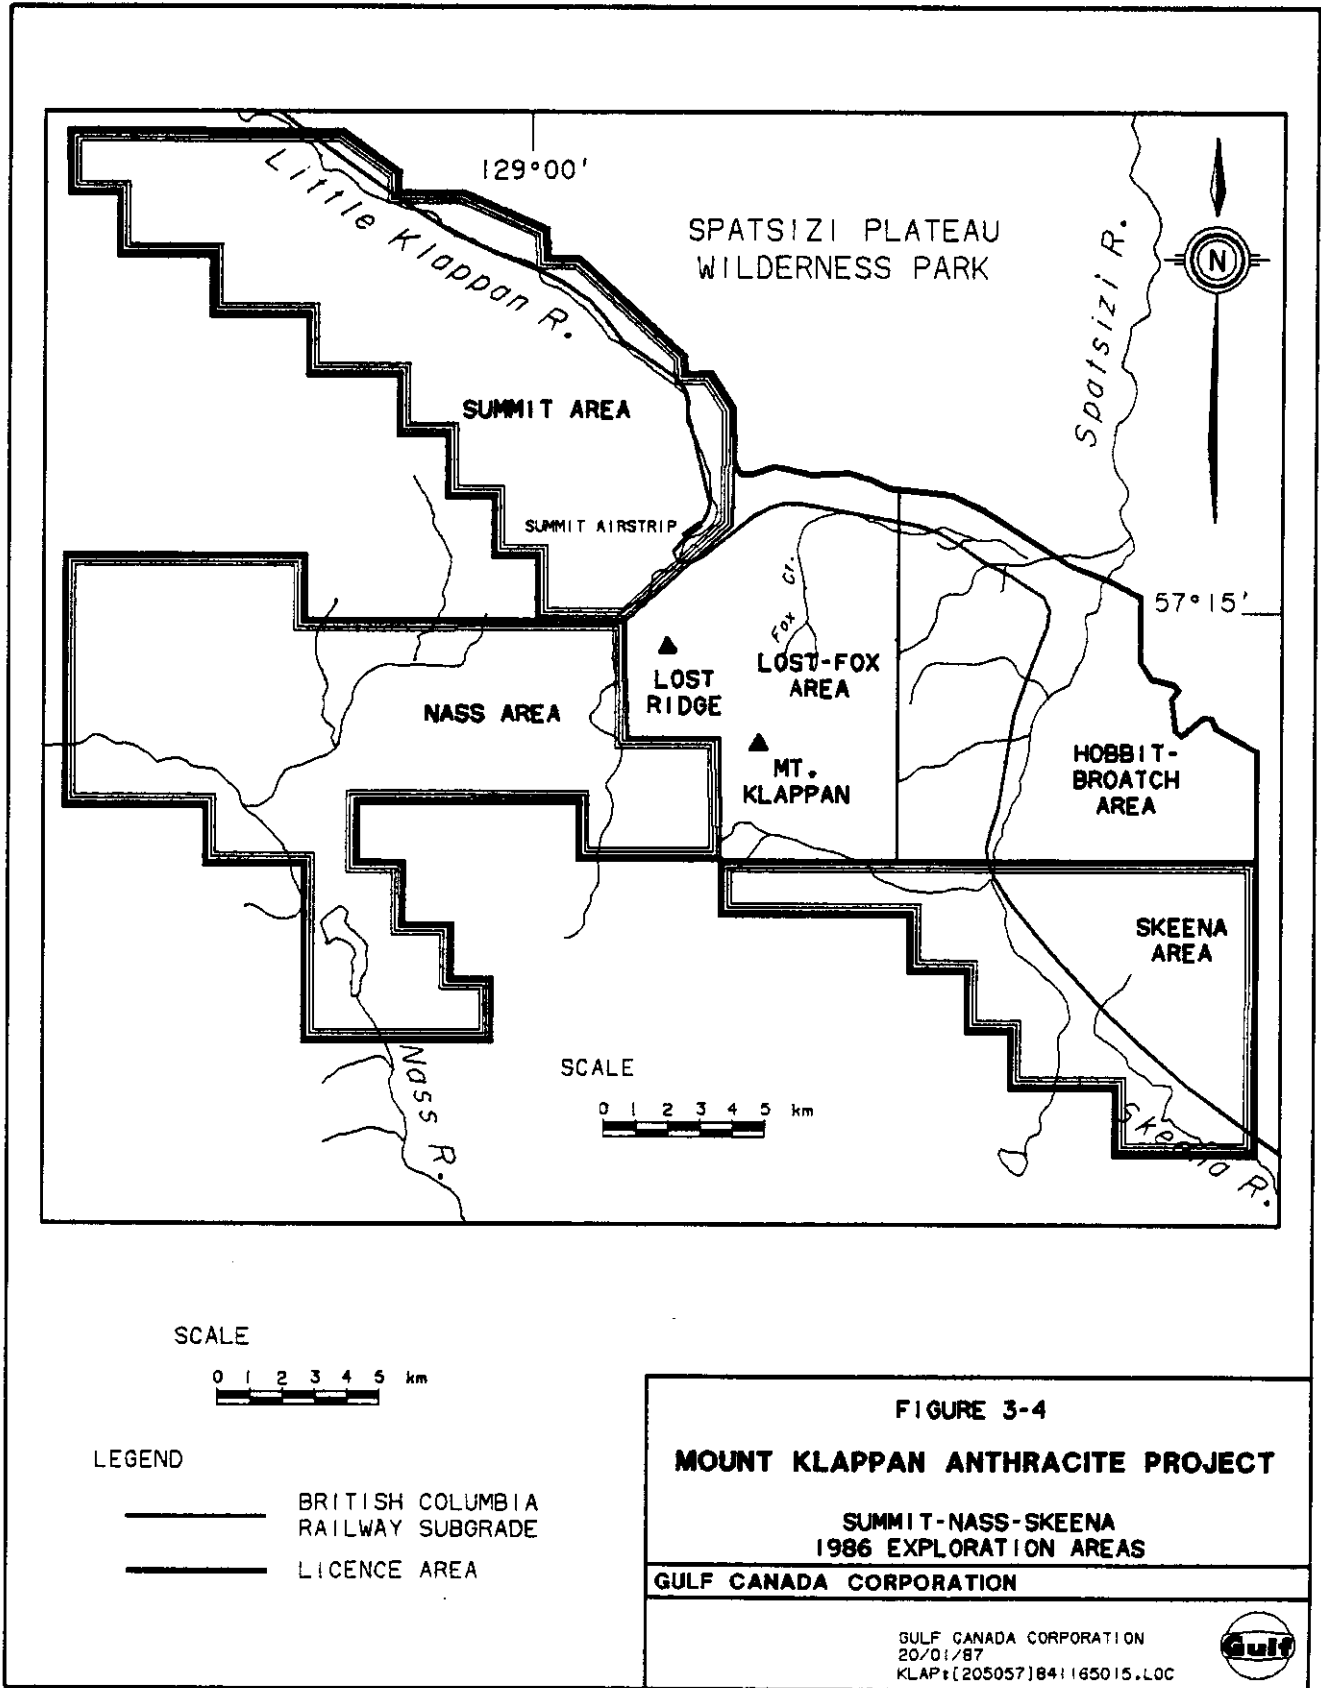 129°00'
Little Klappan R.
SPATSIZI PLATEAU
WILDERNESS PARK
Spatsizi R.
N
SUMMIT AREA
SUMMIT AIRSTRIP
Fox Cr.
57°15'
LOST
RIDGE
LOST-FOX
AREA
NASS AREA
MT.
KLAPPAN
HOBBIT-
BROATCH
AREA
SKEENA
AREA
Nass R.
Skeena R.
SCALE
0 1 2 3 4 5 km
SCALE
0 1 2 3 4 5 km
LEGEND
BRITISH COLUMBIA
RAILWAY SUBGRADE
LICENCE AREA
FIGURE 3-4
MOUNT KLAPPAN ANTHRACITE PROJECT
SUMMIT-NASS-SKEENA
1986 EXPLORATION AREAS
GULF CANADA CORPORATION
GULF CANADA CORPORATION
20/01/87
KLAP:[205057]841165015.LOC
Gulf